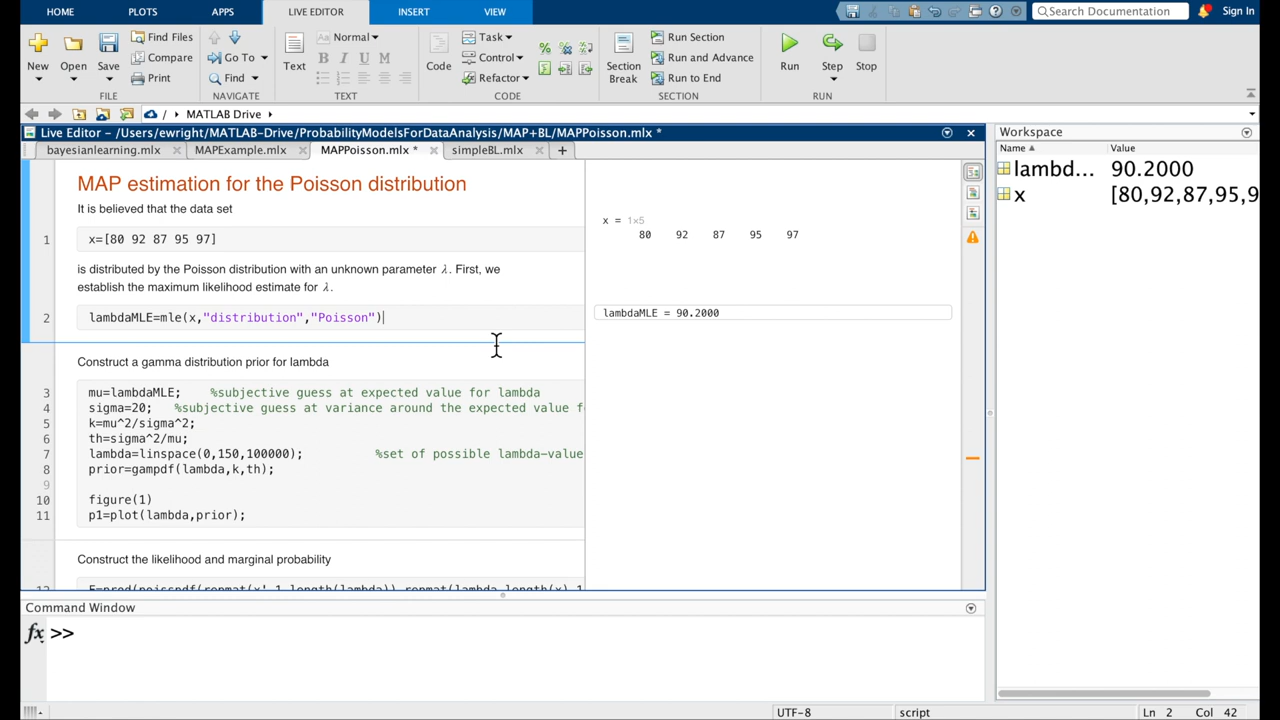 HOME PLOTS APPS LIVE EDITOR INSERT VIEW Search Documentation Sign In
New Open Save Find Files Compare Print
FILE
Go To Find
NAVIGATE
Text Aa Normal B I U M
TEXT
Code Task Control Refactor
CODE
Section Break Run Section Run and Advance Run to End
SECTION
Run Step Stop
RUN
/ MATLAB Drive
Live Editor - /Users/ewright/MATLAB-Drive/ProbabilityModelsForDataAnalysis/MAP+BL/MAPPoisson.mlx *
bayesianlearning.mlx MAPExample.mlx MAPPoisson.mlx * simpleBL.mlx
MAP estimation for the Poisson distribution
It is believed that the data set
1 x=[80 92 87 95 97]
is distributed by the Poisson distribution with an unknown parameter λ. First, we
establish the maximum likelihood estimate for λ.
2 lambdaMLE=mle(x,"distribution","Poisson")
Construct a gamma distribution prior for lambda
3 mu=lambdaMLE; %subjective guess at expected value for lambda
4 sigma=20; %subjective guess at variance around the expected value f
5 k=mu^2/sigma^2;
6 th=sigma^2/mu;
7 lambda=linspace(0,150,100000); %set of possible lambda-value
8 prior=gampdf(lambda,k,th);
9
10 figure(1)
11 p1=plot(lambda,prior);
Construct the likelihood and marginal probability
x = 1×5
80 92 87 95 97
lambdaMLE = 90.2000
Workspace
Name Value
lambd... 90.2000
x [80,92,87,95,9
Command Window
fx >>
UTF-8 script Ln 2 Col 42